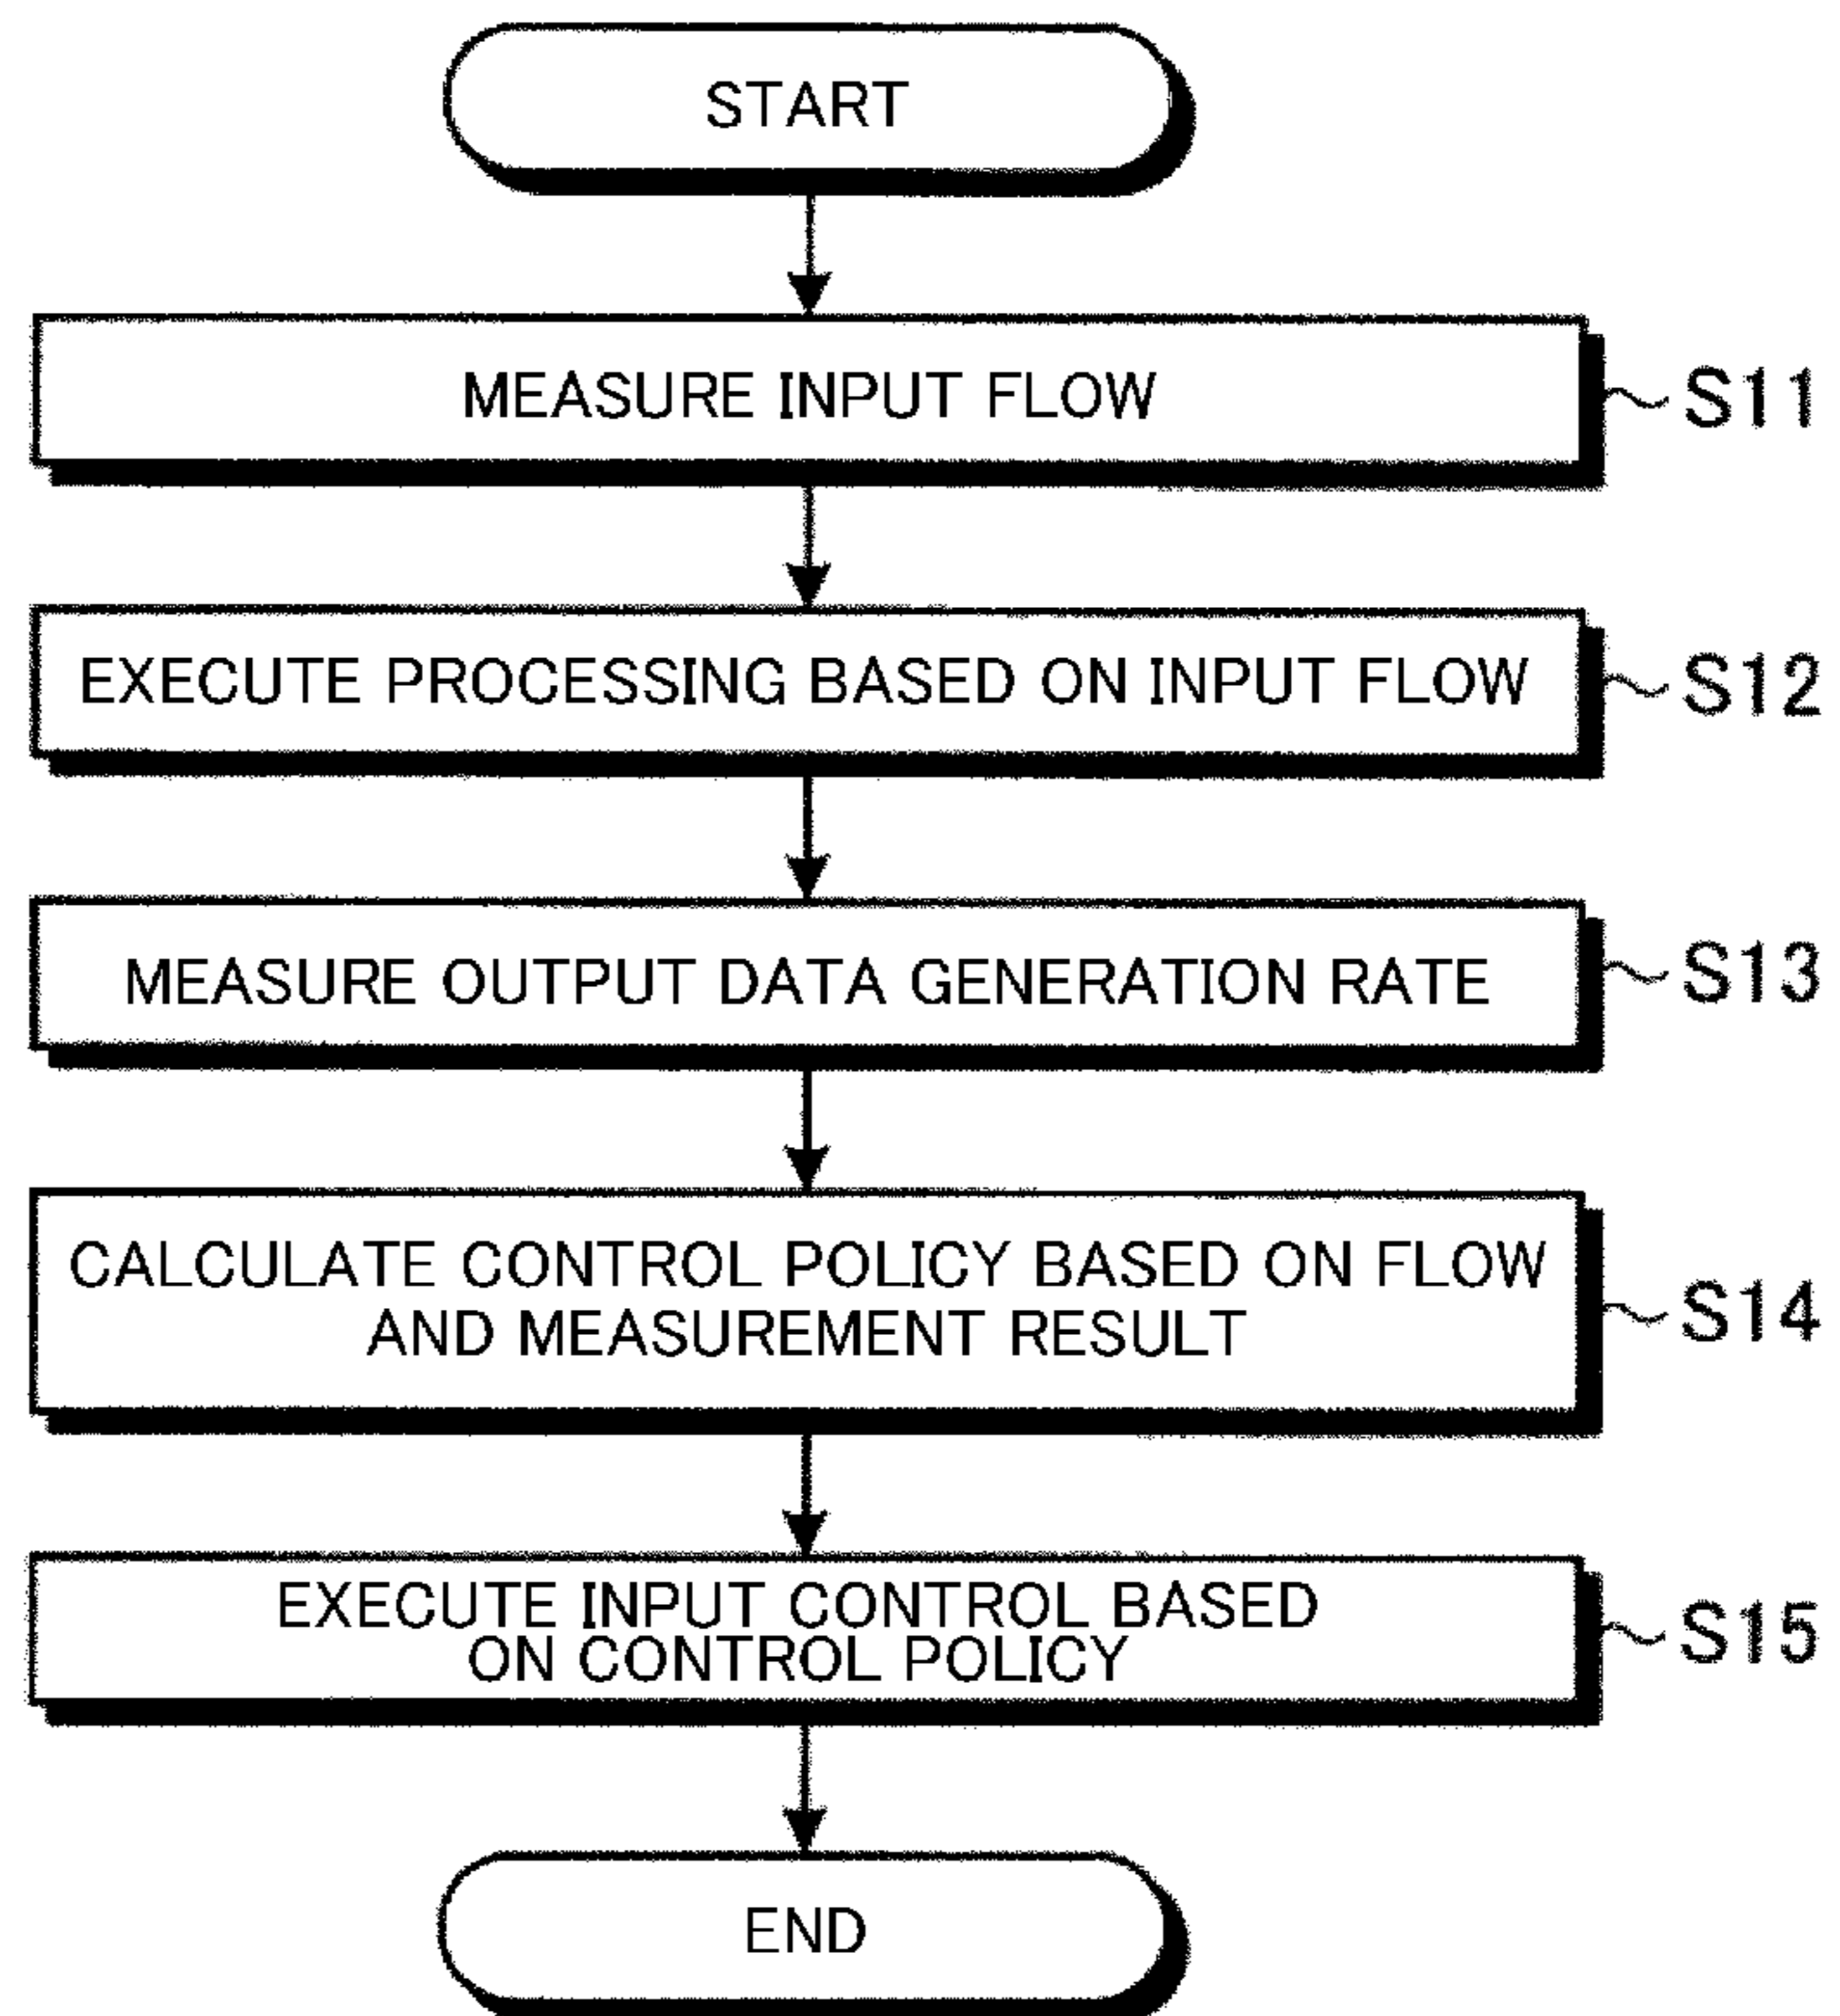 START
MEASURE INPUT FLOW
S11
EXECUTE PROCESSING BASED ON INPUT FLOW
S12
MEASURE OUTPUT DATA GENERATION RATE
S13
CALCULATE CONTROL POLICY BASED ON FLOW
AND MEASUREMENT RESULT
S14
EXECUTE INPUT CONTROL BASED
ON CONTROL POLICY
S15
END